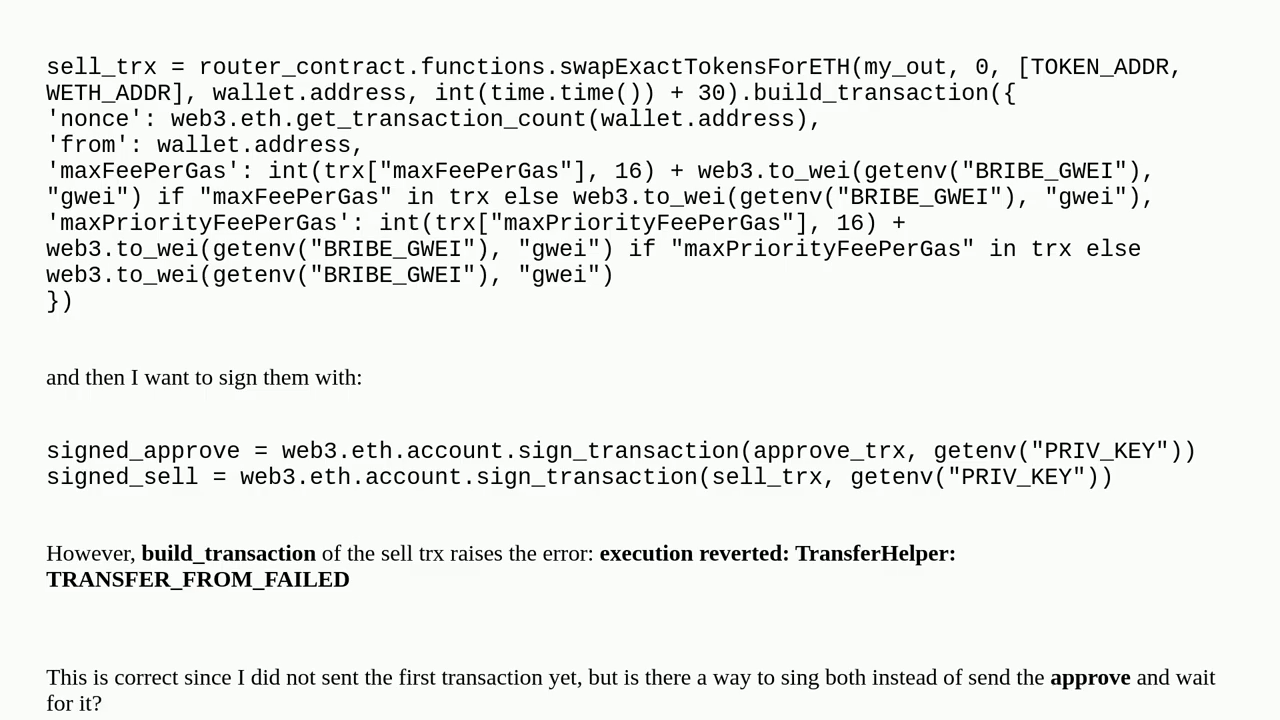 sell_trx = router_contract.functions.swapExactTokensForETH(my_out, 0, [TOKEN_ADDR,
WETH_ADDR], wallet.address, int(time.time()) + 30).build_transaction({
'nonce': web3.eth.get_transaction_count(wallet.address),
'from': wallet.address,
'maxFeePerGas': int(trx["maxFeePerGas"], 16) + web3.to_wei(getenv("BRIBE_GWEI"),
"gwei") if "maxFeePerGas" in trx else web3.to_wei(getenv("BRIBE_GWEI"), "gwei"),
'maxPriorityFeePerGas': int(trx["maxPriorityFeePerGas"], 16) +
web3.to_wei(getenv("BRIBE_GWEI"), "gwei") if "maxPriorityFeePerGas" in trx else
web3.to_wei(getenv("BRIBE_GWEI"), "gwei")
})
and then I want to sign them with:
signed_approve = web3.eth.account.sign_transaction(approve_trx, getenv("PRIV_KEY"))
signed_sell = web3.eth.account.sign_transaction(sell_trx, getenv("PRIV_KEY"))
However, build_transaction of the sell trx raises the error: execution reverted: TransferHelper:
TRANSFER_FROM_FAILED
This is correct since I did not sent the first transaction yet, but is there a way to sing both instead of send the approve and wait
for it?